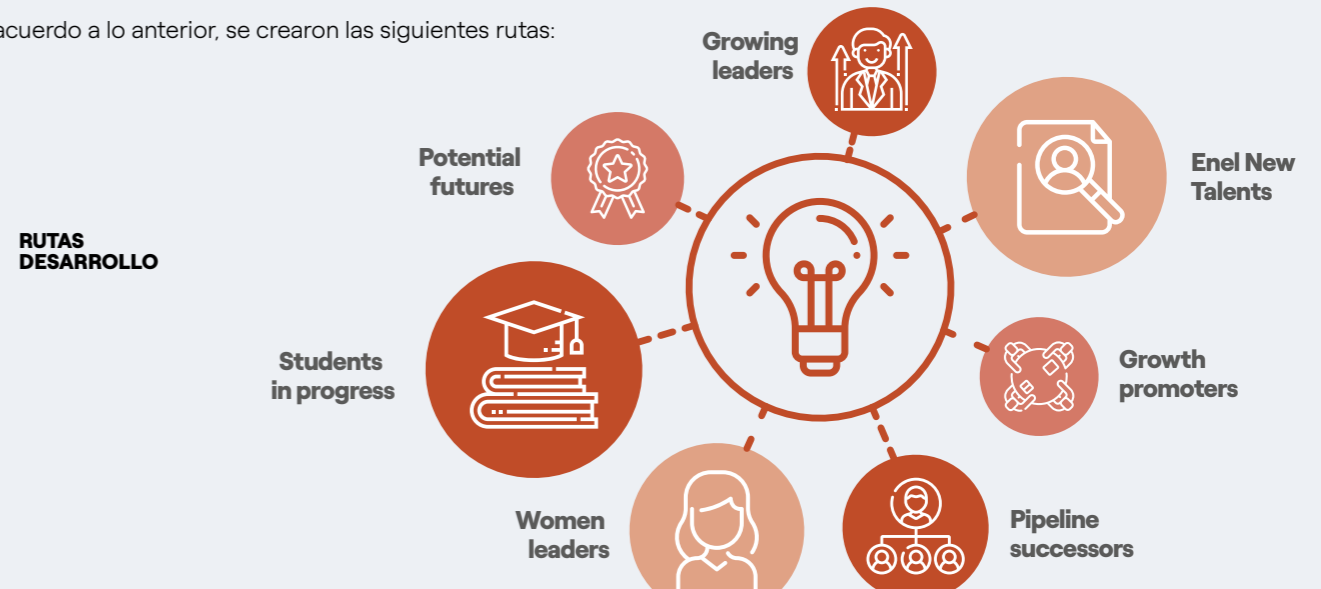 acuerdo a lo anterior, se crearon las siguientes rutas:
Growing
leaders
Potential
futures
Enel New
Talents
RUTAS
DESARROLLO
Students
in progress
Growth
promoters
Women
leaders
Pipeline
successors